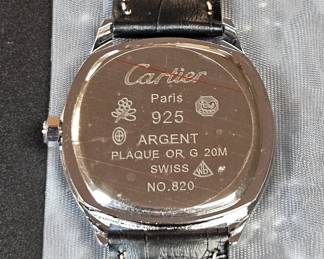 Cartier
Paris
925
ARGENT
PLAQUE OR G 20M
SWISS
NO.820